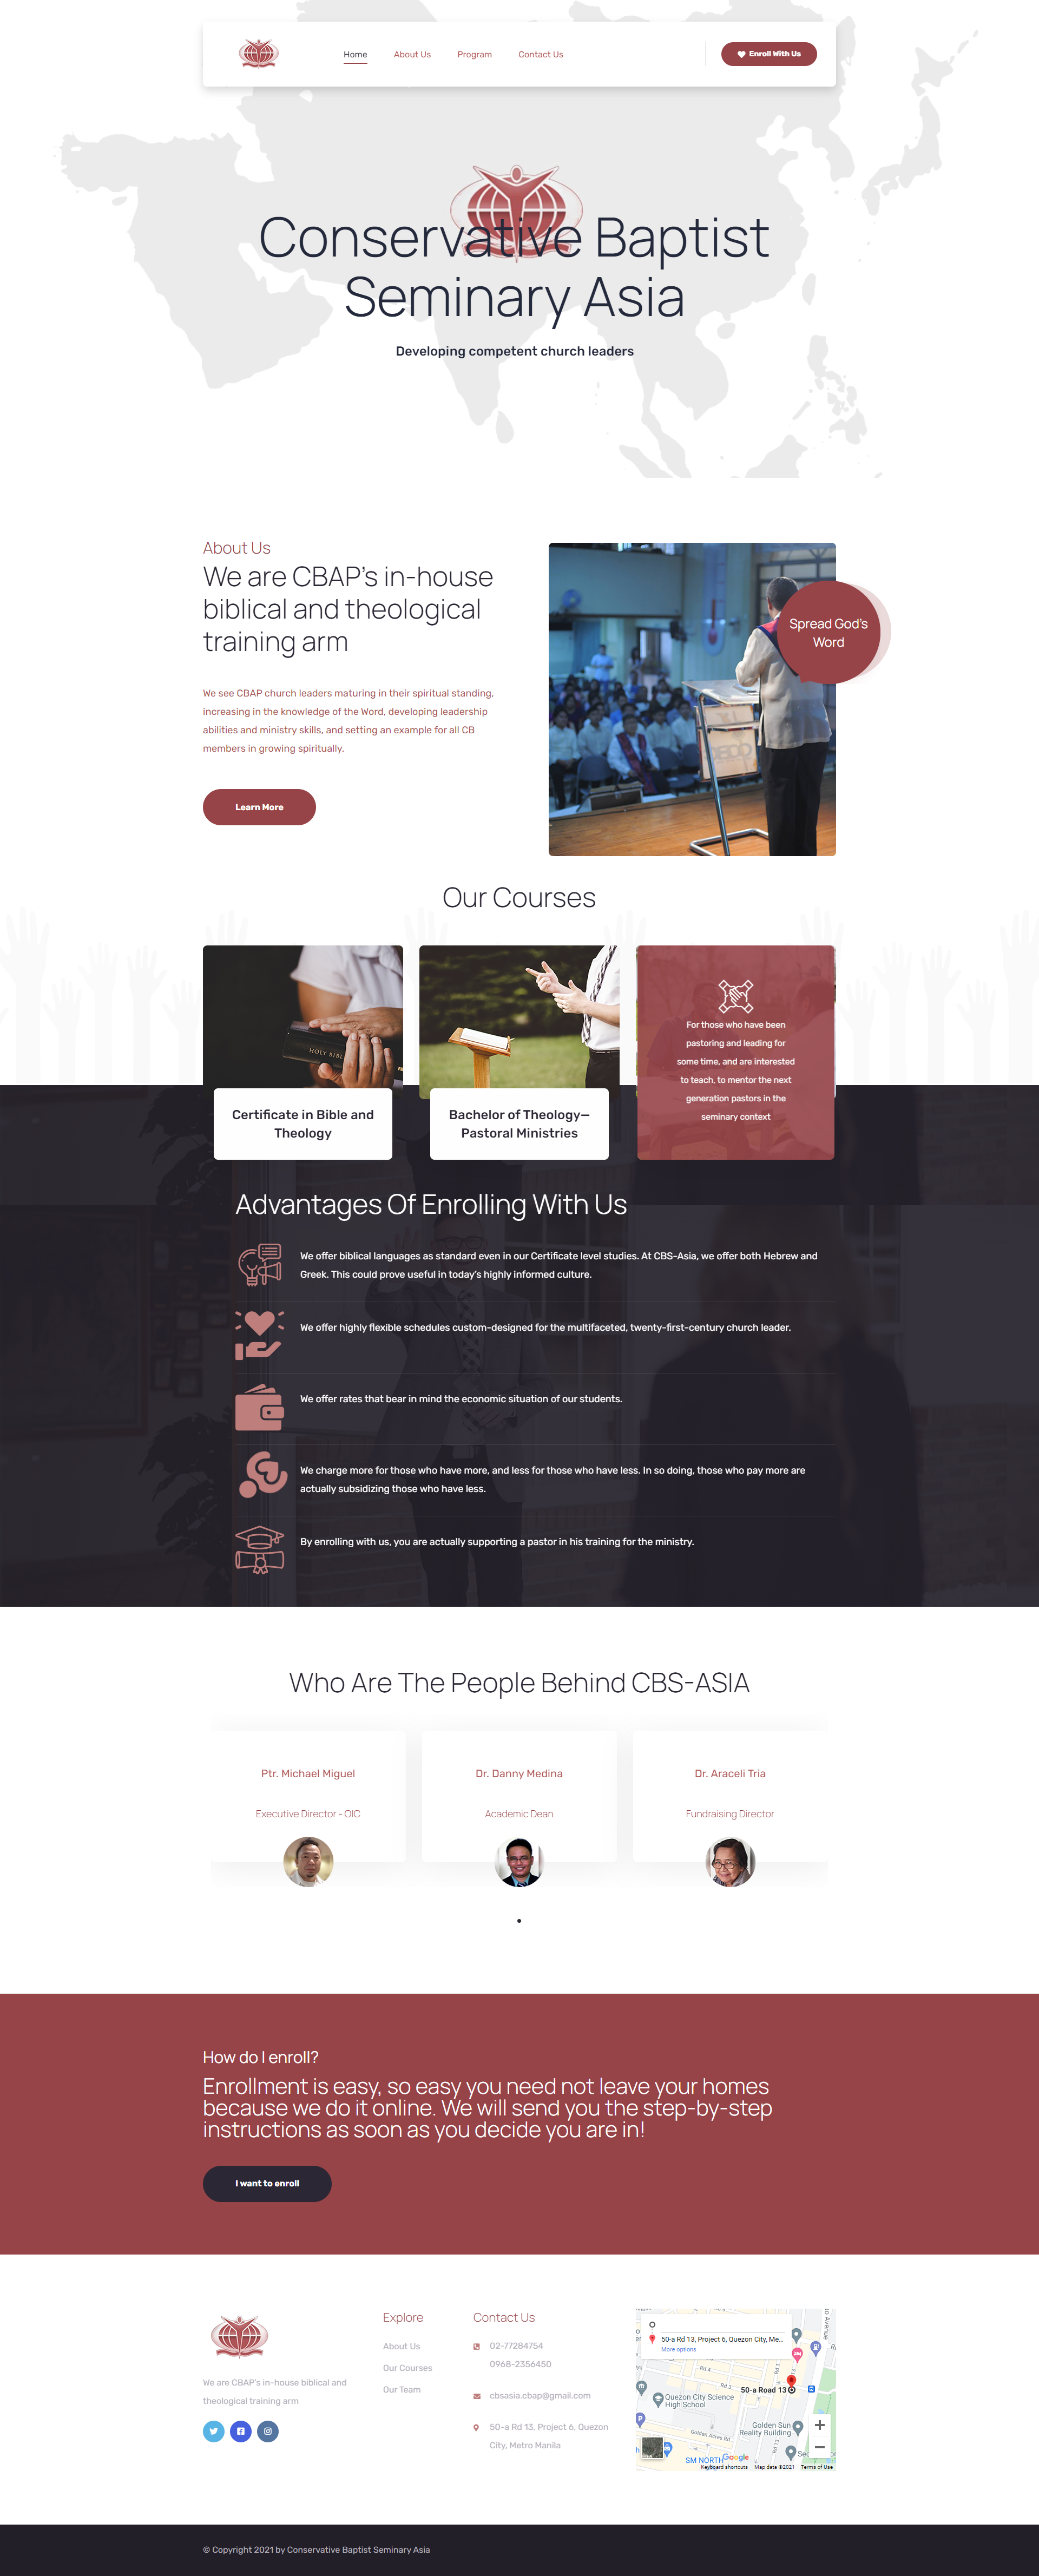 Home
About Us
Program
Contact Us
Enroll With Us
Conservative Baptist
Seminary Asia
Developing competent church leaders
About Us
We are CBAP's in-house
biblical and theological
training arm
We see CBAP church leaders maturing in their spiritual standing,
increasing in the knowledge of the Word, developing leadership
abilities and ministry skills, and setting an example for all CB
members in growing spiritually.
Learn More
Spread God's
Word
Our Courses
HOLY BIBLE
Certificate in Bible and
Theology
Bachelor of Theology—
Pastoral Ministries
For those who have been
pastoring and leading for
some time, and are interested
to teach, to mentor the next
generation pastors in the
seminary context
Advantages Of Enrolling With Us
We offer biblical languages as standard even in our Certificate level studies. At CBS-Asia, we offer both Hebrew and
Greek. This could prove useful in today's highly informed culture.
We offer highly flexible schedules custom-designed for the multifaceted, twenty-first-century church leader.
We offer rates that bear in mind the economic situation of our students.
We charge more for those who have more, and less for those who have less. In so doing, those who pay more are
actually subsidizing those who have less.
By enrolling with us, you are actually supporting a pastor in his training for the ministry.
Who Are The People Behind CBS-ASIA
Ptr. Michael Miguel
Executive Director - OIC
Dr. Danny Medina
Academic Dean
Dr. Araceli Tria
Fundraising Director
How do I enroll?
Enrollment is easy, so easy you need not leave your homes
because we do it online. We will send you the step-by-step
instructions as soon as you decide you are in!
I want to enroll
We are CBAP's in-house biblical and
theological training arm
Explore
About Us
Our Courses
Our Team
Contact Us
02-77284754
0968-2356450
cbsasia.cbap@gmail.com
50-a Rd 13, Project 6, Quezon
City, Metro Manila
50-a Rd 13, Project 6, Quezon City, Me...
More options
50-a Road 13
Quezon City Science
High School
Golden Acres Rd
Golden Sun
Reality Building
SM NORTH
Google
Keyboard shortcuts
Map data ©2021
Terms of Use
© Copyright 2021 by Conservative Baptist Seminary Asia